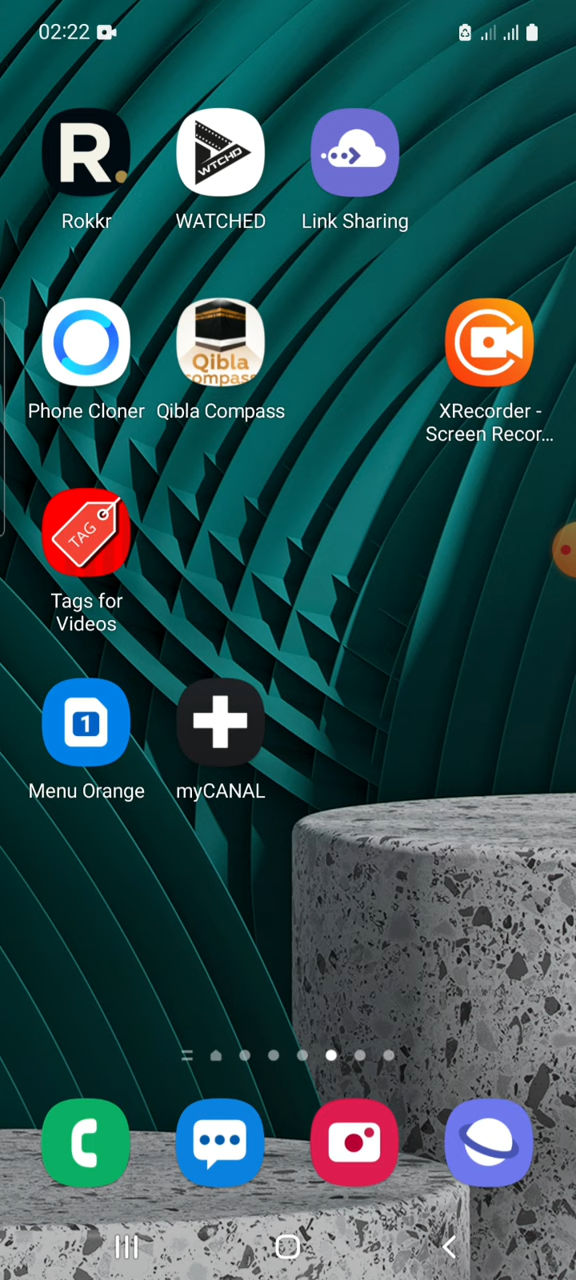 02:22
R.
WTCHD
Rokkr
WATCHED
Link Sharing
Qibla
compass
Phone Cloner
Qibla Compass
XRecorder -
Screen Recor...
TAG
Tags for
Videos
1
Menu Orange
myCANAL